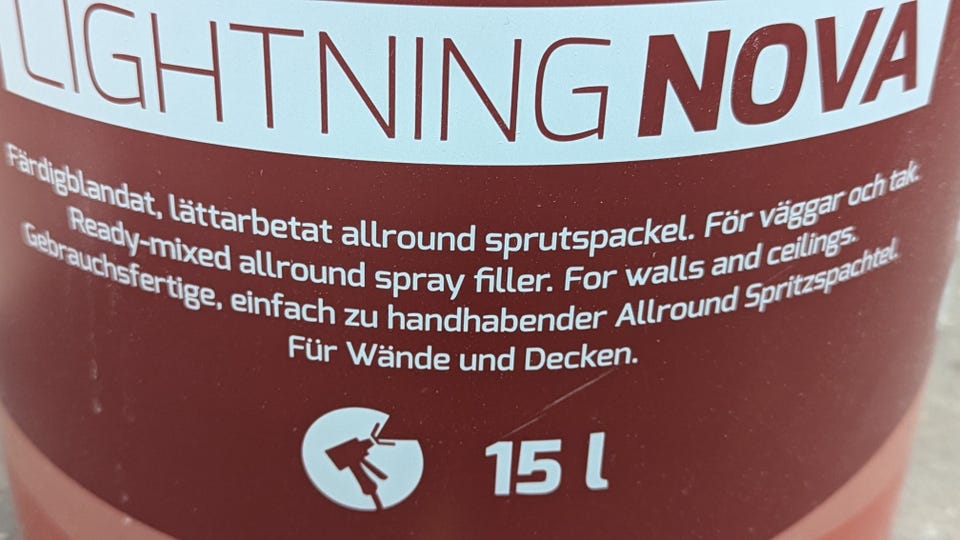 LIGHTNING NOVA
Färdigblandat, lättarbetat allround sprutspackel. För väggar och tak.
Ready-mixed allround spray filler. For walls and ceilings.
Gebrauchsfertige, einfach zu handhabender Allround Spritzspachtel.
Für Wände und Decken.
15 l